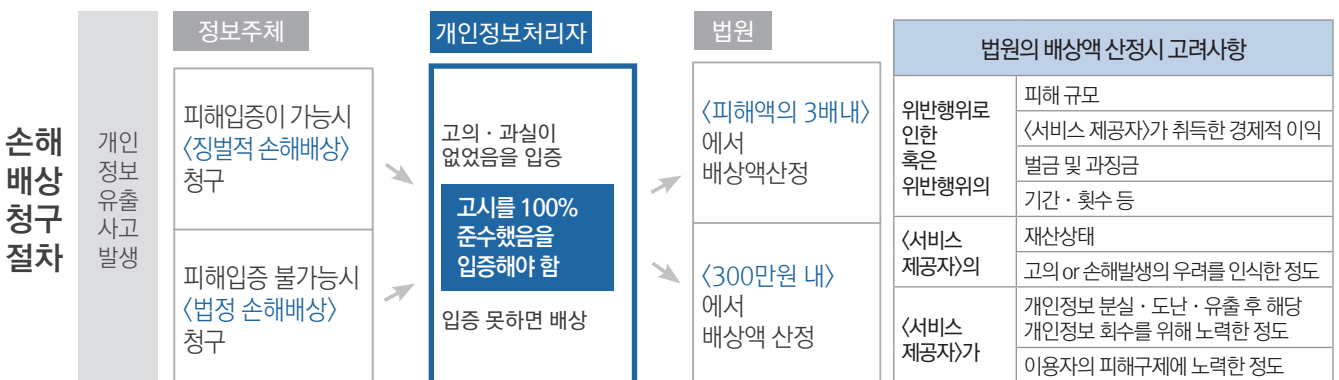 손해
배상
청구
절차
개인
정보
유출
사고
발생
정보주체
피해입증이 가능시
〈징벌적 손해배상〉
청구
피해입증 불가능시
〈법정 손해배상〉
청구
개인정보처리자
고의 · 과실이
없었음을 입증
고시를 100%
준수했음을
입증해야 함
입증 못하면 배상
법원
〈피해액의 3배내〉
에서
배상액산정
〈300만원 내〉
에서
배상액 산정
법원의 배상액 산정시 고려사항
위반행위로
인한
혹은
위반행위의
피해 규모
〈서비스 제공자〉가 취득한 경제적 이익
벌금 및 과징금
기간 · 횟수 등
〈서비스
제공자〉의
재산상태
고의 or 손해발생의 우려를 인식한 정도
〈서비스
제공자〉가
개인정보 분실 · 도난 · 유출 후 해당
개인정보 회수를 위해 노력한 정도
이용자의 피해구제에 노력한 정도